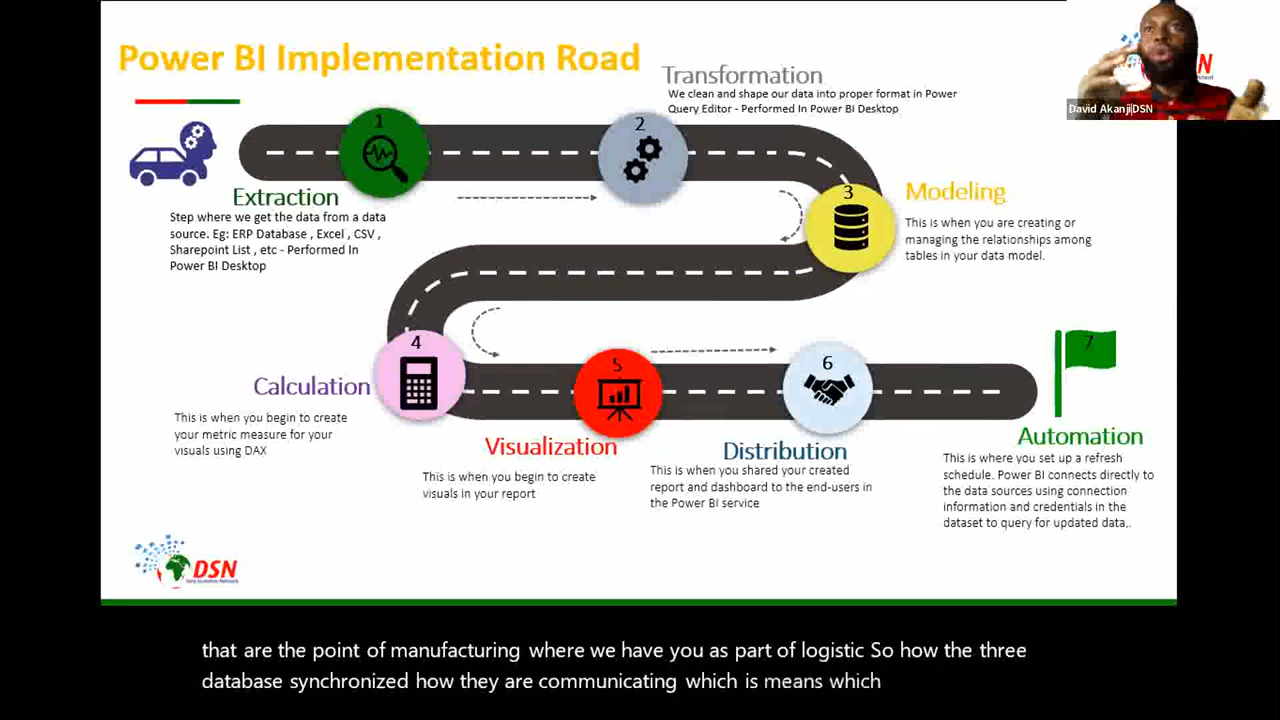 Power BI Implementation Road
Transformation
We clean and shape our data into proper format in Power
Query Editor - Performed In Power BI Desktop
David Akanji|DSN
1
2
3
Extraction
Step where we get the data from a data
source. Eg: ERP Database , Excel , CSV ,
Sharepoint List , etc - Performed In
Power BI Desktop
Modeling
This is when you are creating or
managing the relationships among
tables in your data model.
4
5
6
7
Calculation
This is when you begin to create
your metric measure for your
visuals using DAX
Visualization
This is when you begin to create
visuals in your report
Distribution
This is when you shared your created
report and dashboard to the end-users in
the Power BI service
Automation
This is where you set up a refresh
schedule. Power BI connects directly to
the data sources using connection
information and credentials in the
dataset to query for updated data,.
DSN
that are the point of manufacturing where we have you as part of logistic So how the three
database synchronized how they are communicating which is means which